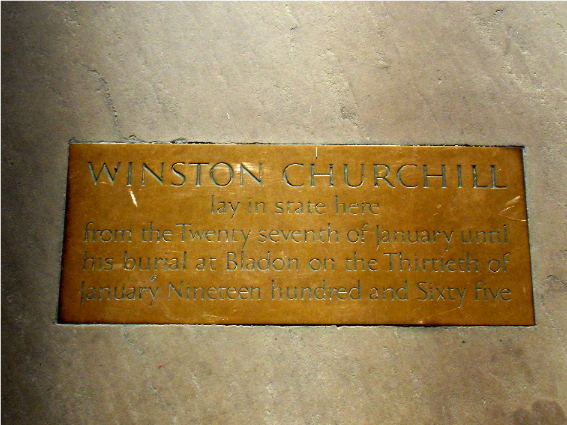 WINSTON CHURCHILL
lay in state here
from the Twenty seventh of January until
his burial at Bladon on the Thirtieth of
January Nineteen hundred and Sixty five